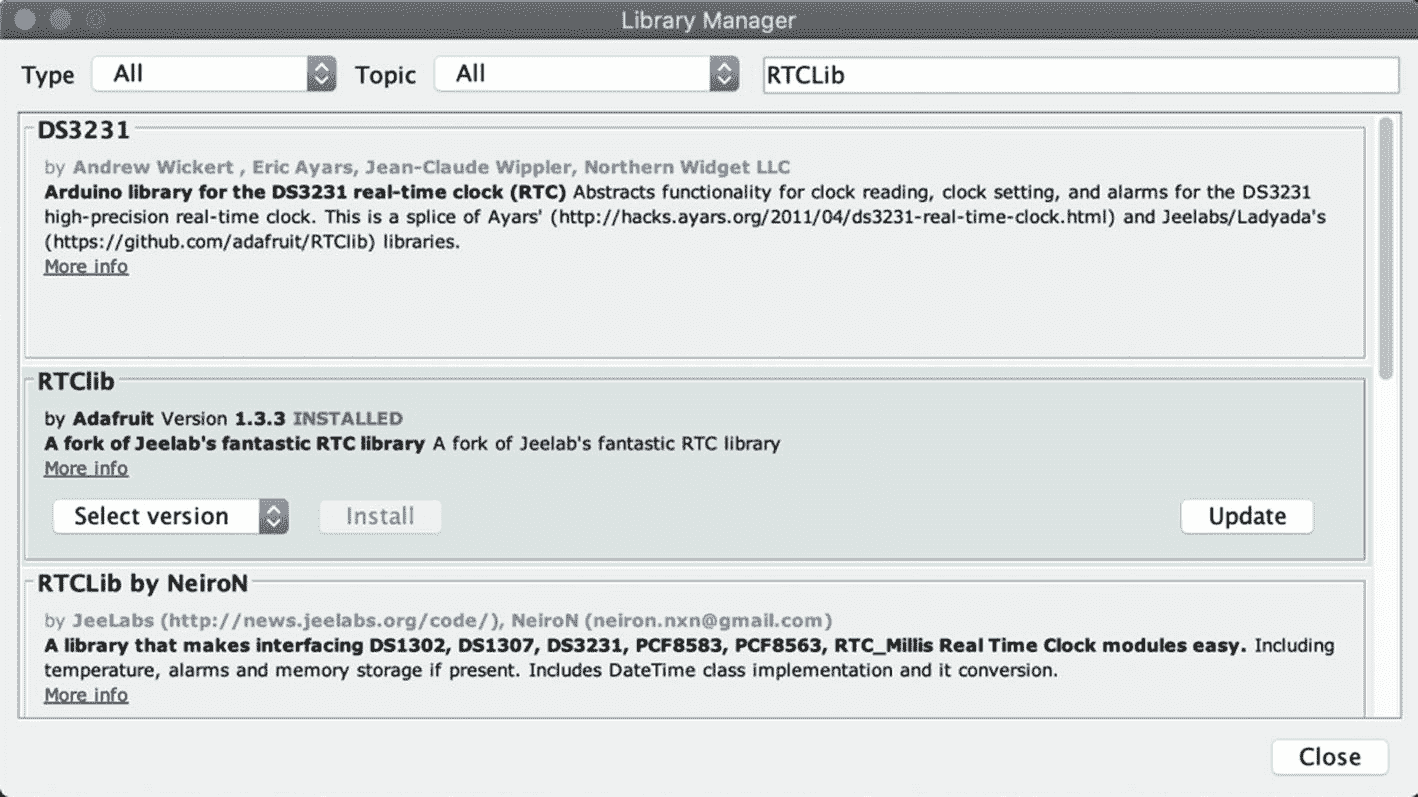 Library Manager
Type All Topic All RTCLib
DS3231
by Andrew Wickert , Eric Ayars, Jean-Claude Wippler, Northern Widget LLC
Arduino library for the DS3231 real-time clock (RTC) Abstracts functionality for clock reading, clock setting, and alarms for the DS3231
high-precision real-time clock. This is a splice of Ayars' (http://hacks.ayars.org/2011/04/ds3231-real-time-clock.html) and Jeelabs/Ladyada's
(https://github.com/adafruit/RTClib) libraries.
More info
RTClib
by Adafruit Version 1.3.3 INSTALLED
A fork of Jeelab's fantastic RTC library A fork of Jeelab's fantastic RTC library
More info
Select version Install Update
RTCLib by NeiroN
by JeeLabs (http://news.jeelabs.org/code/), NeiroN (neiron.nxn@gmail.com)
A library that makes interfacing DS1302, DS1307, DS3231, PCF8583, PCF8563, RTC_Millis Real Time Clock modules easy. Including
temperature, alarms and memory storage if present. Includes DateTime class implementation and it conversion.
More info
Close